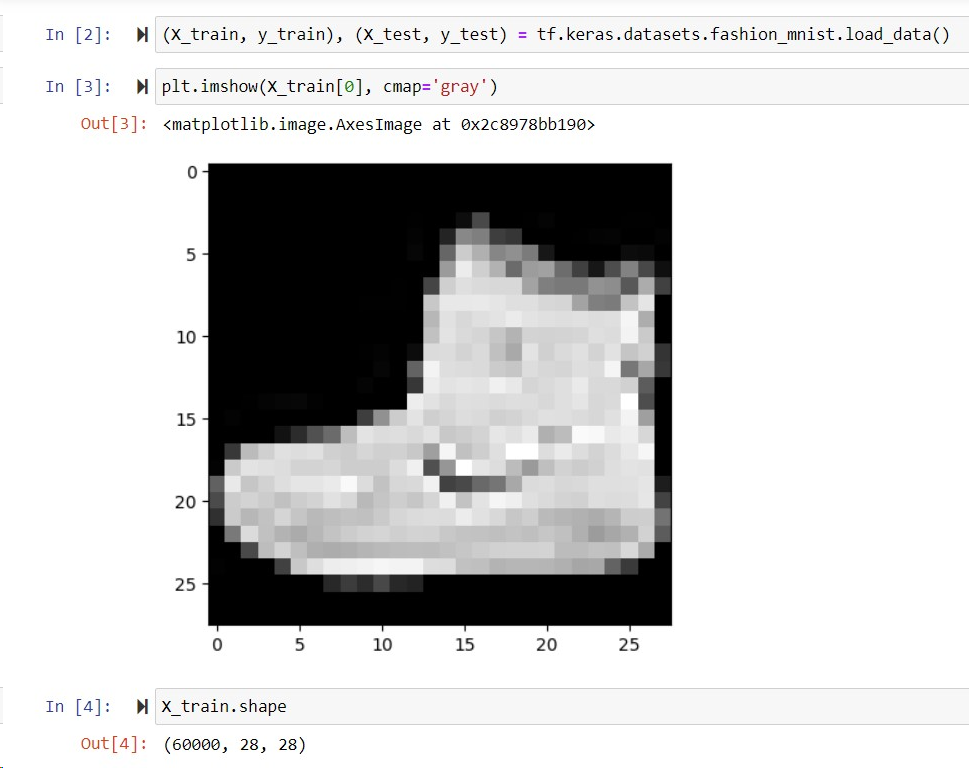 In [2]: (X_train, y_train), (X_test, y_test) = tf.keras.datasets.fashion_mnist.load_data()
In [3]: plt.imshow(X_train[0], cmap='gray')
Out[3]: <matplotlib.image.AxesImage at 0x2c8978bb190>
0
5
10
15
20
25
0 5 10 15 20 25
In [4]: X_train.shape
Out[4]: (60000, 28, 28)